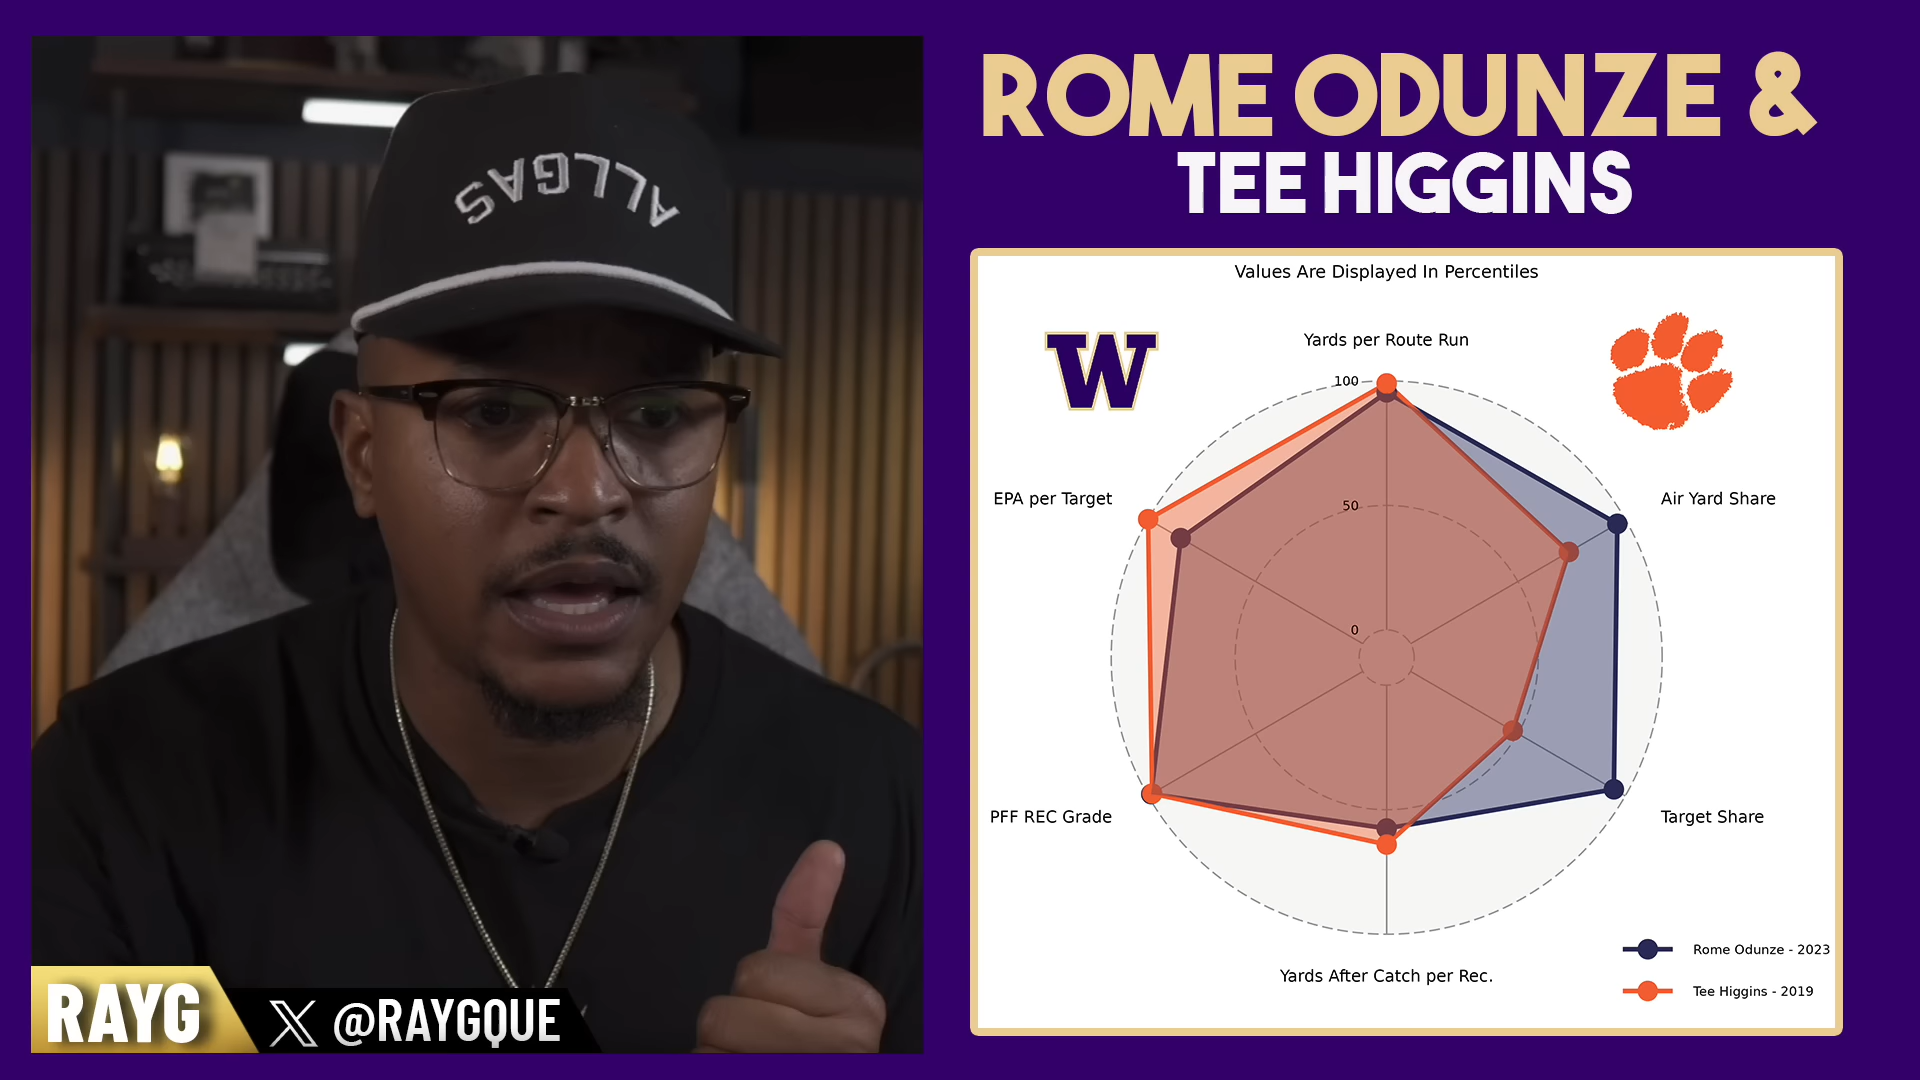 ROME ODUNZE &
TEE HIGGINS
ALLGAS
Values Are Displayed In Percentiles
W
Yards per Route Run
100
EPA per Target
Air Yard Share
50
0
PFF REC Grade
Target Share
Yards After Catch per Rec.
Rome Odunze - 2023
Tee Higgins - 2019
RAYG
X @RAYGQUE